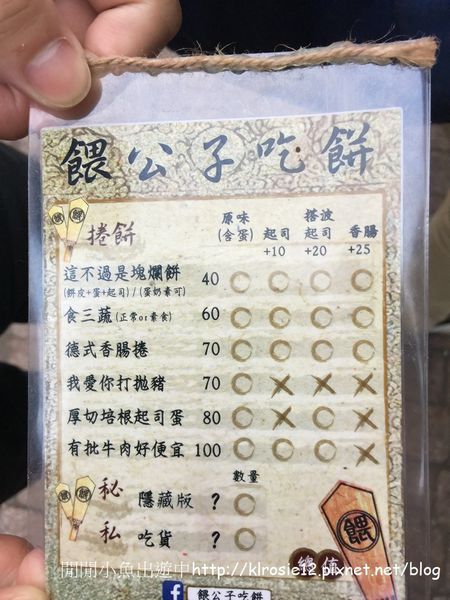 餵公子吃餅
捲餅 原味(含蛋) 起司+10 搭波起司+20 香腸+25
這不過是塊爛餅 40 ○ ○ ○ ○
(餅皮+蛋+起司)/(蛋奶素可)
食三蔬(正常or素食) 60 ○ ○ ○ ○
德式香腸捲 70 ○ ○ ○ ○
我愛你打拋豬 70 ○ × × ×
厚切培根起司蛋 80 ○ × ○ ×
有批牛肉好便宜 100 ○ ○ ○ ×
數量
秘 隱藏版 ? ○
私 吃貨 ? ○
餵
總值
閒閒小魚出遊中http://klrosie12.pixnet.net/blog
f 餵公子吃餅